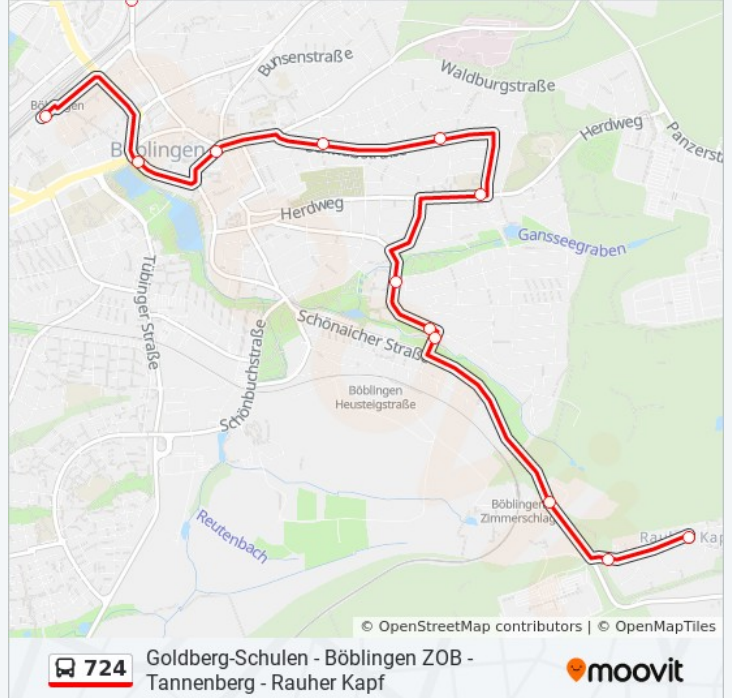 Bunsenstraße
Waldburgstraße
Herdweg
Böblingen
Herdweg
Gansseegraben
Tübinger Straße
Schönaicher Straße
Schönbuchstraße
Böblingen
Heusteigstraße
Böblingen
Zimmerschlag
Reutenbach
© OpenStreetMap contributors | © OpenMapTiles
724
Goldberg-Schulen - Böblingen ZOB -
Tannenberg - Rauher Kapf
moovit